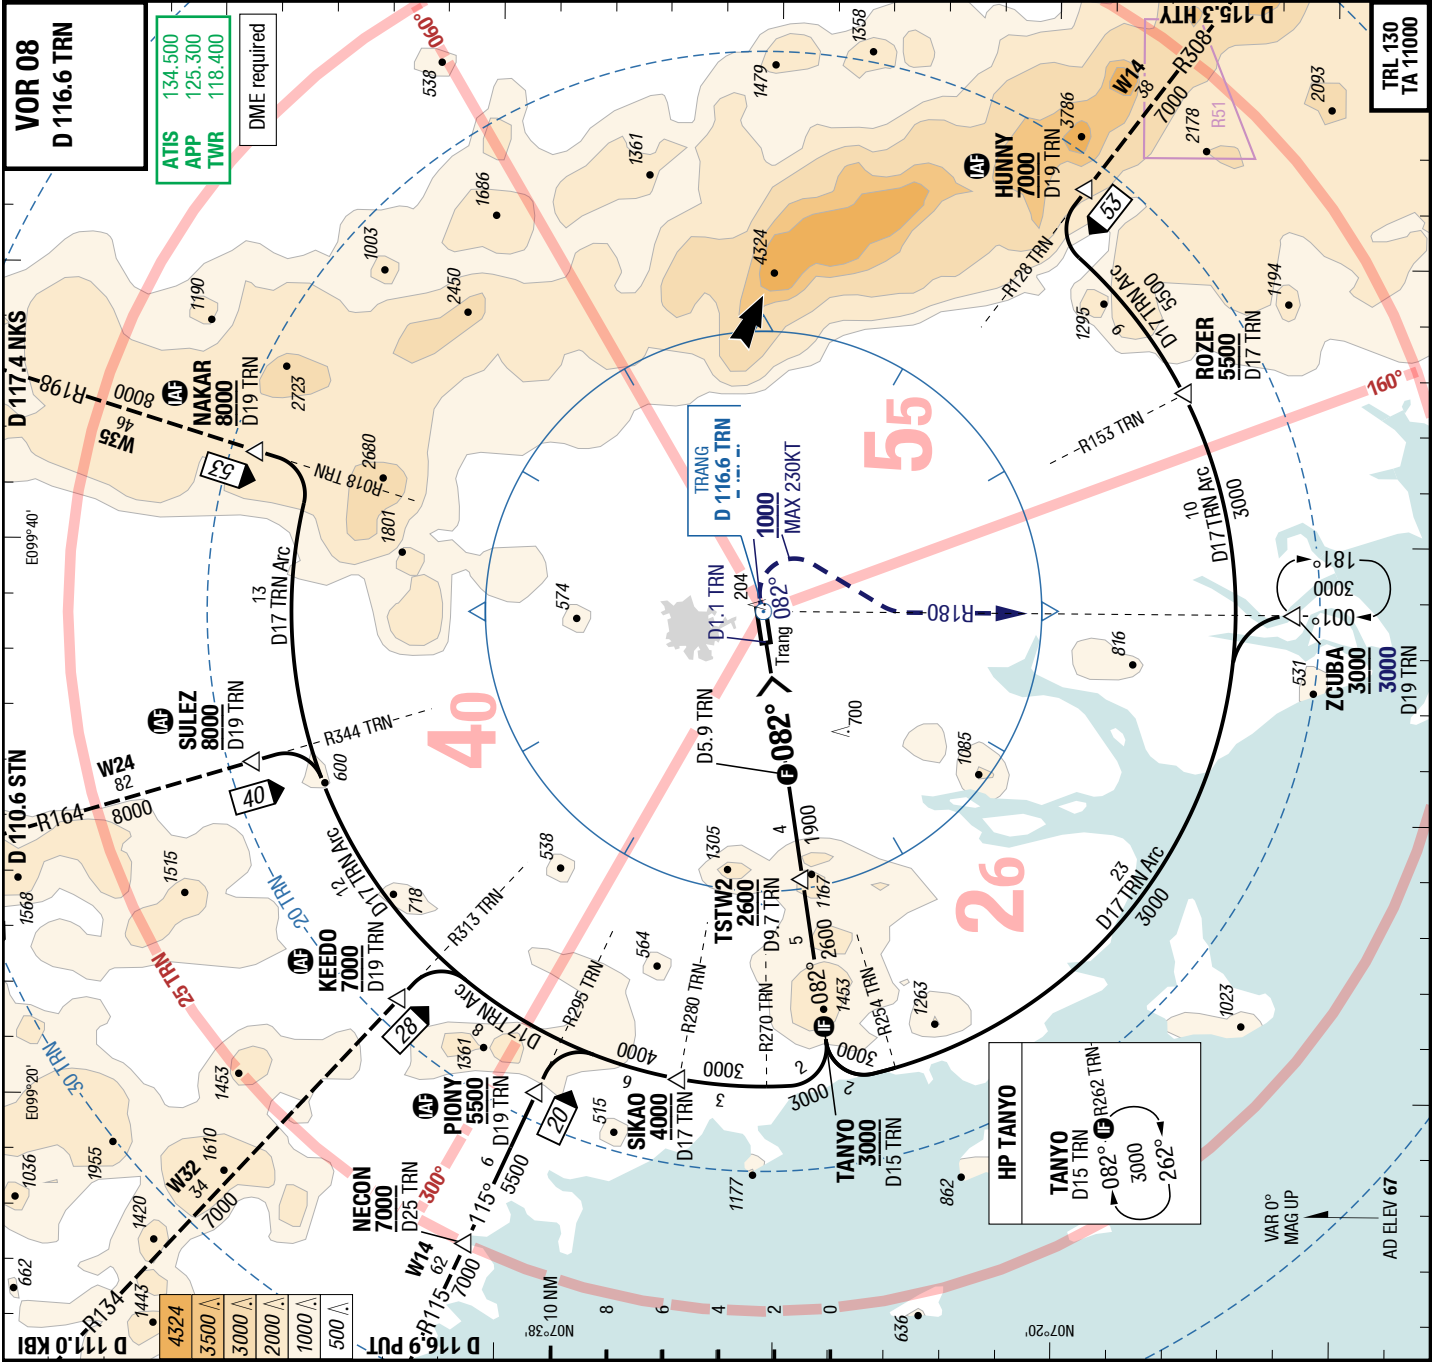 VOR 08
D 116.6 TRN
ATIS 134.500
APP 125.300
TWR 118.400
DME required
TRL 130
TA 11000
D 117.4 NKS
R198
W35
46
8000
IAF
NAKAR
8000
D19 TRN
53
R018 TRN
D 110.6 STN
R164
W24
82
8000
IAF
SULEZ
8000
D19 TRN
40
R344 TRN
13
D17 TRN Arc
12
D17 TRN Arc
D 111.0 KBI
R134
W32
34
7000
IAF
KEEDO
7000
D19 TRN
28
R313 TRN
8
D17 TRN Arc
D 116.9 PUT
R115
W14
62
7000
NECON
7000
D25 TRN
115°
6
5500
IAF
PIONY
5500
D19 TRN
20
R295 TRN
6
4000
SIKAO
4000
D17 TRN
R280 TRN
3
3000
R270 TRN
2
3000
TANYO
3000
D15 TRN
IF
082°
R254 TRN
2
3000
5
2600
TSTW2
2600
D9.7 TRN
4
1900
D5.9 TRN
F
082°
D1.1 TRN
082°
204
Trang
TRANG
D 116.6 TRN
1000
MAX 230KT
R180
D 115.3 HTY
R308
W14
38
7000
R51
IAF
HUNNY
7000
D19 TRN
53
R128 TRN
9
D17 TRN Arc
5500
ROZER
5500
D17 TRN
R153 TRN
10
D17 TRN Arc
3000
ZCUBA
3000
3000
D19 TRN
181°
3000
001°
23
D17 TRN Arc
3000
HP TANYO
TANYO
D15 TRN
082°
IF
R262 TRN
3000
262°
VAR 0°
MAG UP
AD ELEV 67
060°
160°
300°
25 TRN
20 TRN
30 TRN
40
55
26
E099°40'
E099°20'
N07°38'
N07°20'
10 NM
8
6
4
2
0
4324
3500
3000
2000
1000
500
538
1358
1479
1361
1686
1003
1190
2450
2723
2680
1801
574
4324
3786
2178
2093
1295
1194
600
718
538
1305
1167
1453
564
1361
515
1177
862
1263
1023
1085
700
816
531
636
1568
1515
1453
1610
1955
1036
1420
1443
662